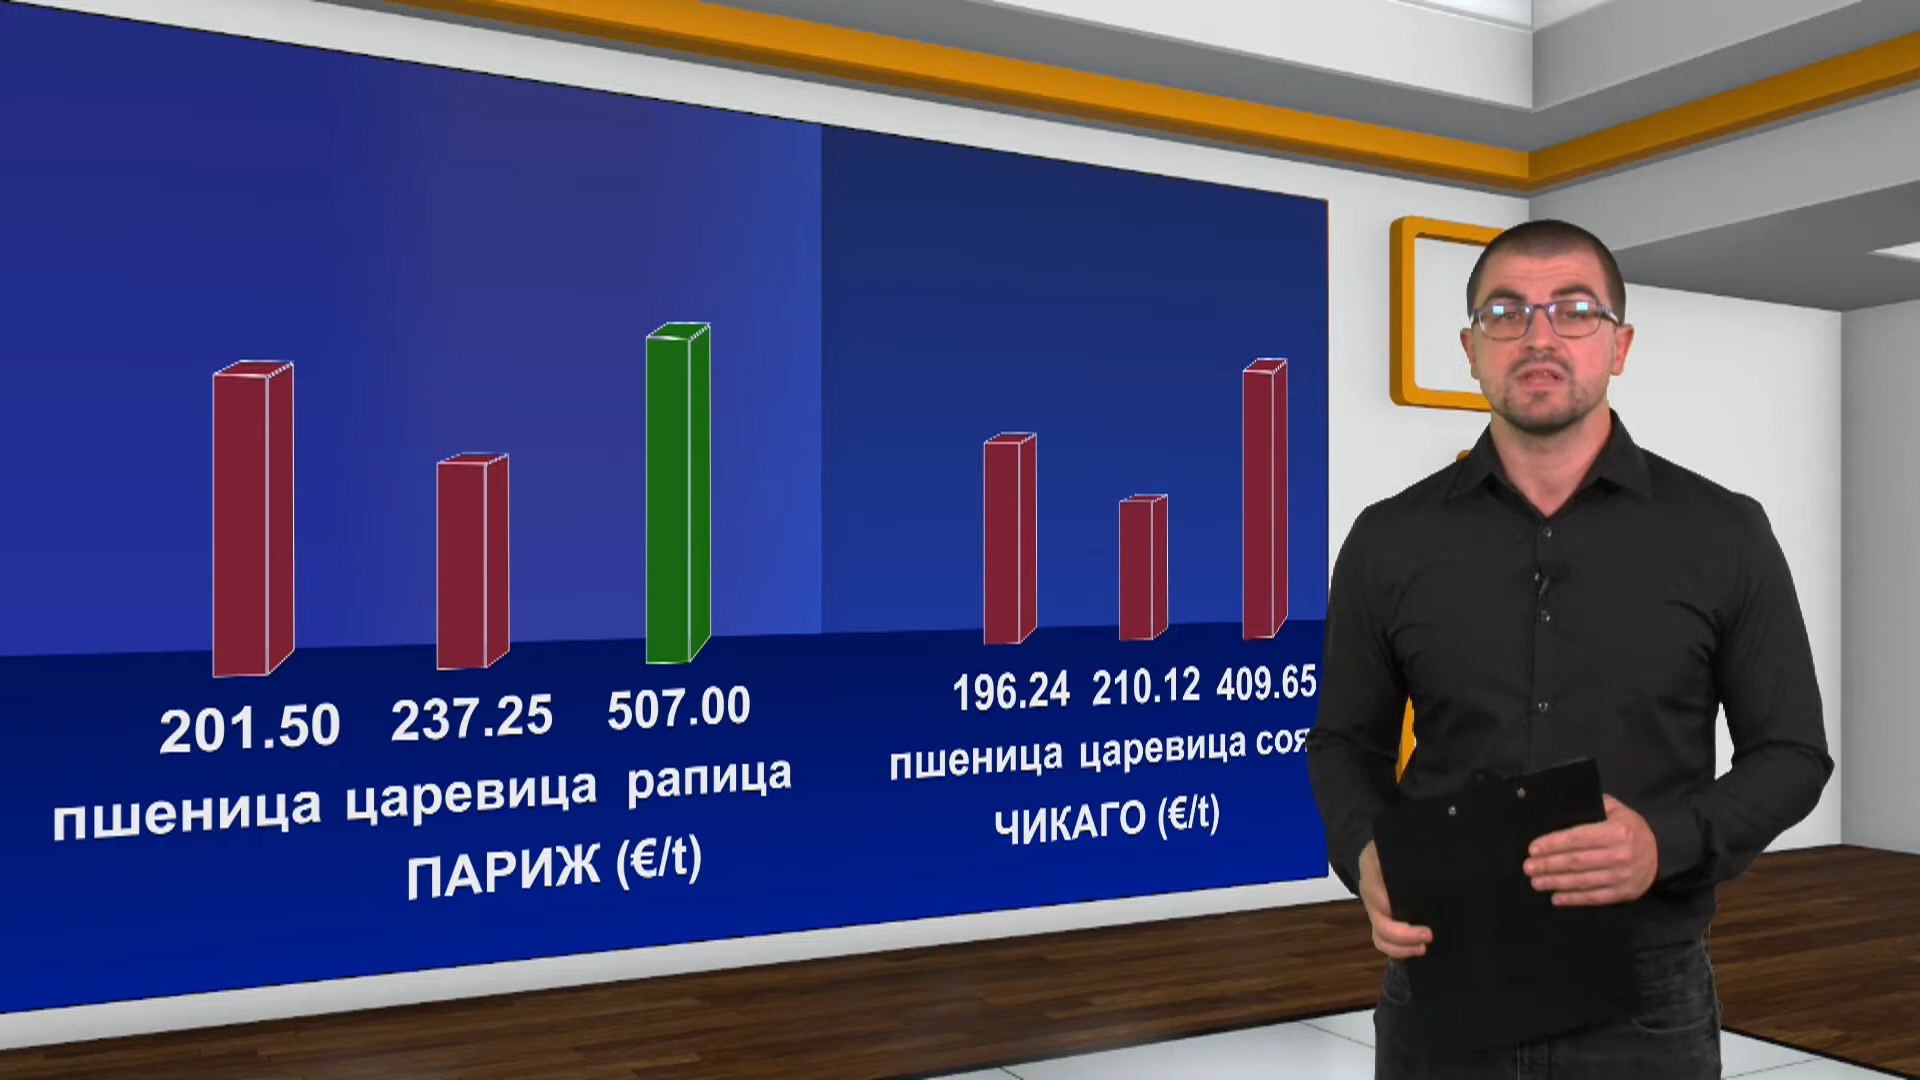 201.50 237.25 507.00
пшеница царевица рапица
ПАРИЖ (€/t)
196.24 210.12 409.65
пшеница царевица соя
ЧИКАГО (€/t)